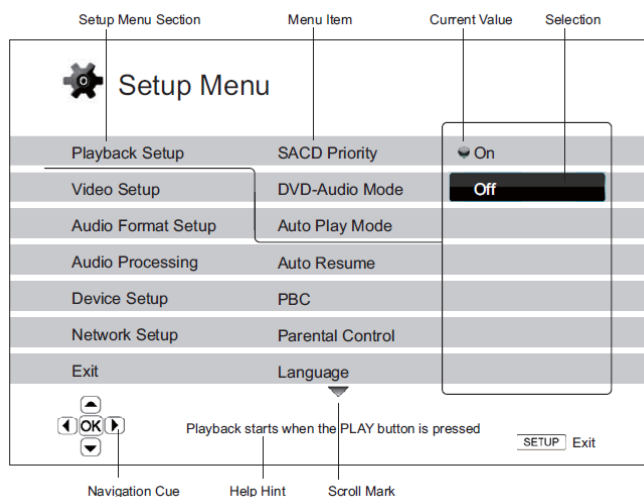 Setup Menu Section Menu Item Current Value Selection
Setup Menu
Playback Setup SACD Priority On
Video Setup DVD-Audio Mode Off
Audio Format Setup Auto Play Mode
Audio Processing Auto Resume
Device Setup PBC
Network Setup Parental Control
Exit Language
OK Playback starts when the PLAY button is pressed
SETUP Exit
Navigation Cue Help Hint Scroll Mark